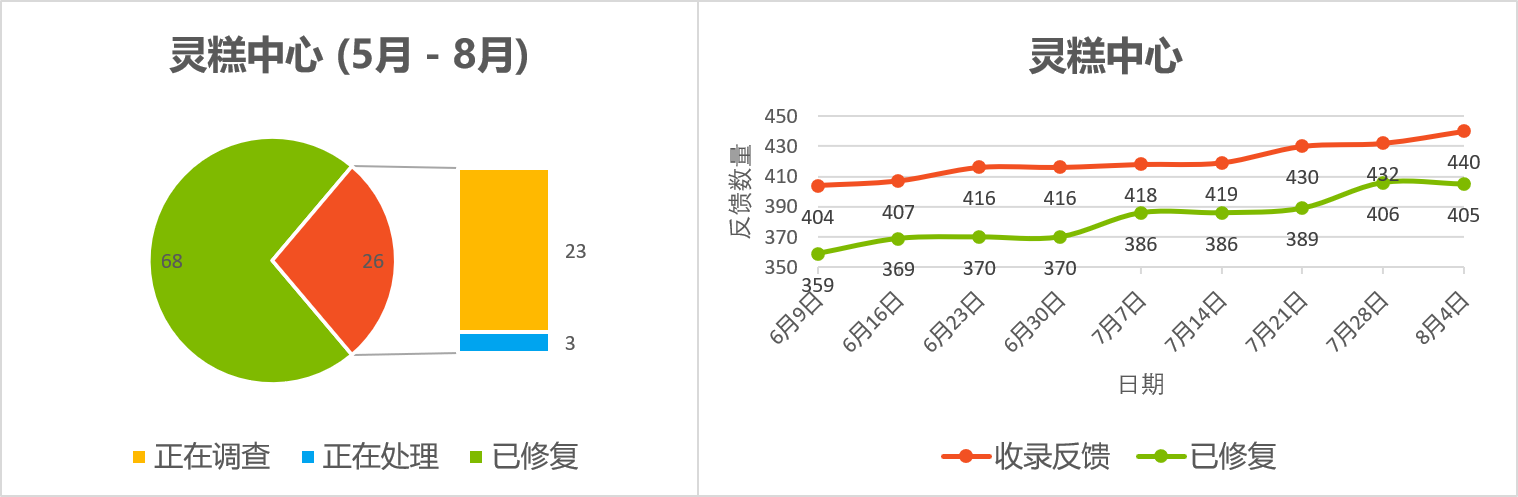 灵糕中心 (5月 - 8月)
68
26
23
3
正在调查
正在处理
已修复
灵糕中心
反馈数量
450
430
410
390
370
350
404
407
416
416
418
419
430
432
440
359
369
370
370
386
386
389
406
405
6月9日
6月16日
6月23日
6月30日
7月7日
7月14日
7月21日
7月28日
8月4日
日期
收录反馈
已修复